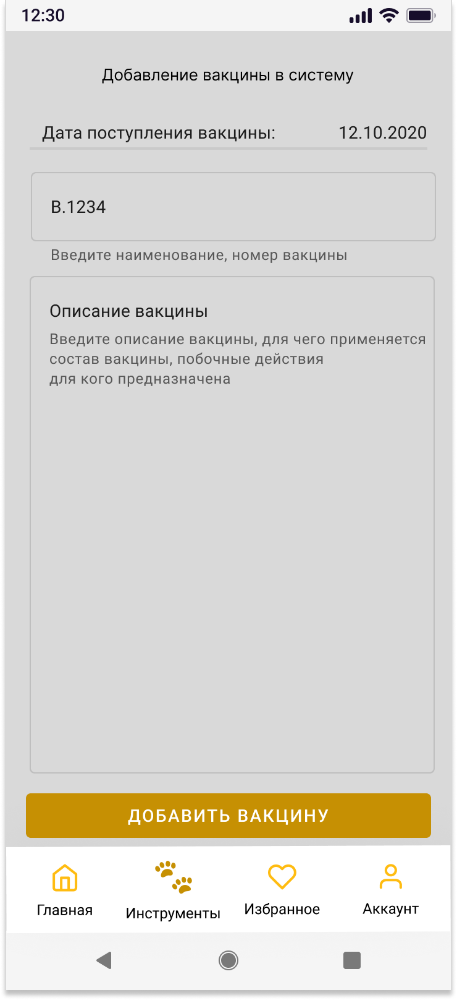 12:30
Добавление вакцины в систему
Дата поступления вакцины: 12.10.2020
В.1234
Введите наименование, номер вакцины
Описание вакцины
Введите описание вакцины, для чего применяется
состав вакцины, побочные действия
для кого предназначена
ДОБАВИТЬ ВАКЦИНУ
Главная Инструменты Избранное Аккаунт